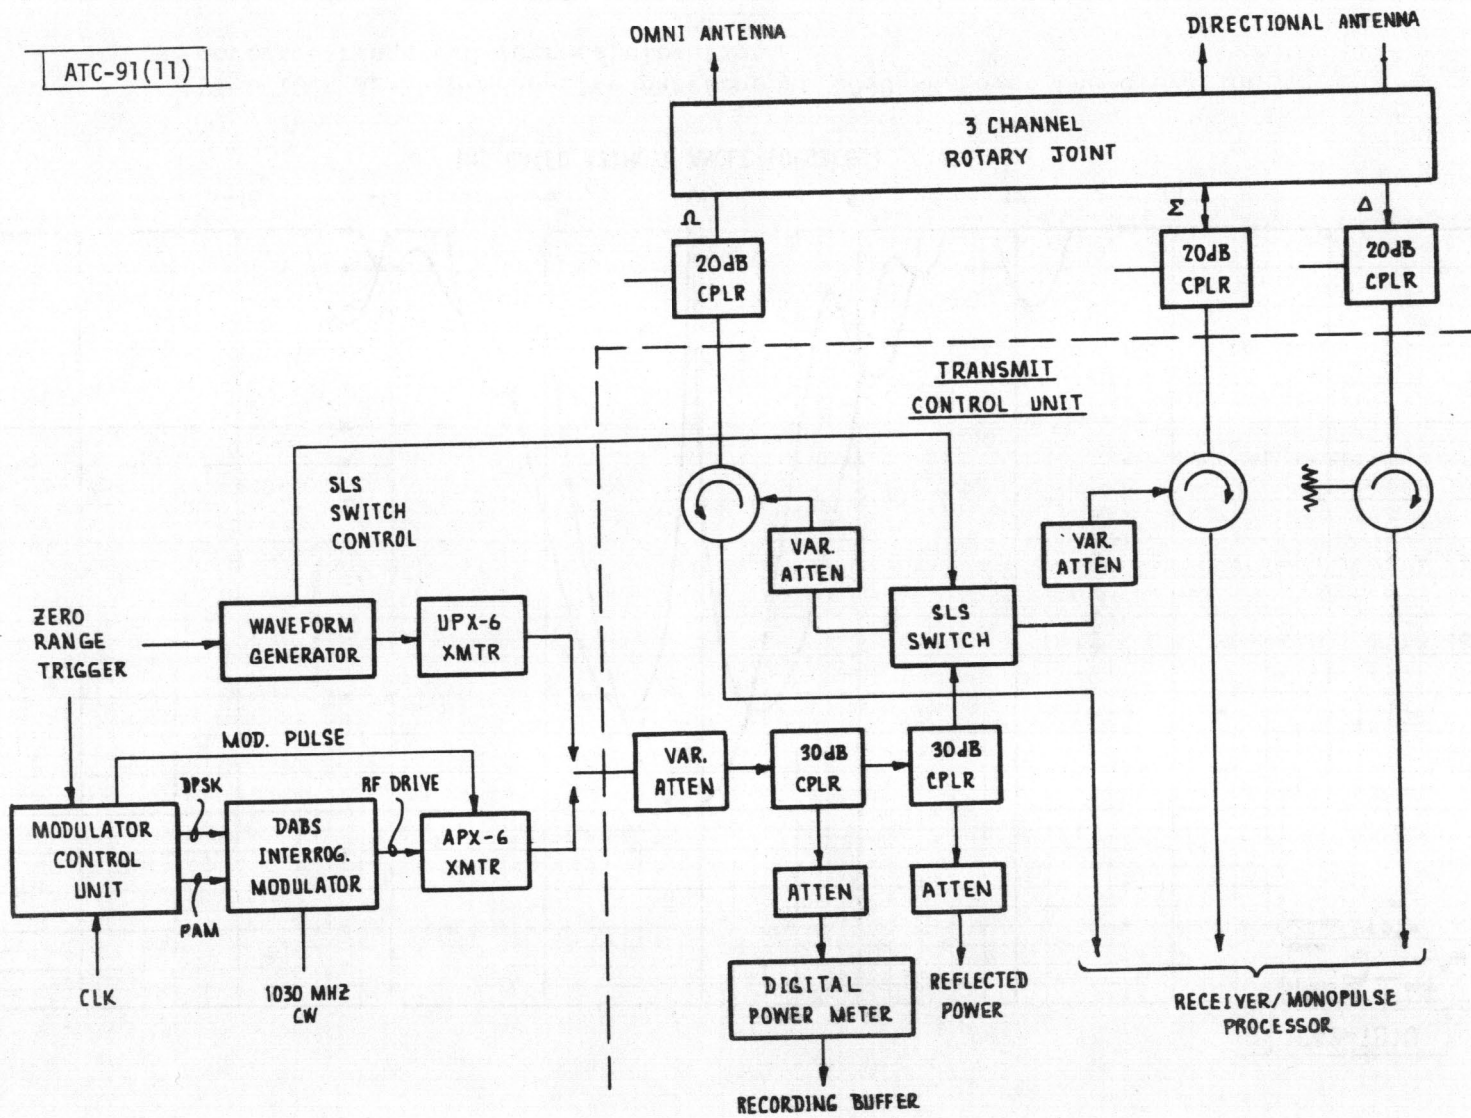 ATC-91(11)
OMNI ANTENNA
DIRECTIONAL ANTENNA
3 CHANNEL
ROTARY JOINT
Ω
Σ
Δ
20dB
CPLR
20dB
CPLR
20dB
CPLR
TRANSMIT
CONTROL UNIT
SLS
SWITCH
CONTROL
VAR.
ATTEN
VAR.
ATTEN
SLS
SWITCH
ZERO
RANGE
TRIGGER
WAVEFORM
GENERATOR
UPX-6
XMTR
MOD. PULSE
DPSK
RF DRIVE
VAR.
ATTEN
30dB
CPLR
30dB
CPLR
MODULATOR
CONTROL
UNIT
DABS
INTERROG.
MODULATOR
APX-6
XMTR
PAM
ATTEN
ATTEN
CLK
1030 MHZ
CW
DIGITAL
POWER METER
REFLECTED
POWER
RECEIVER/MONOPULSE
PROCESSOR
RECORDING BUFFER